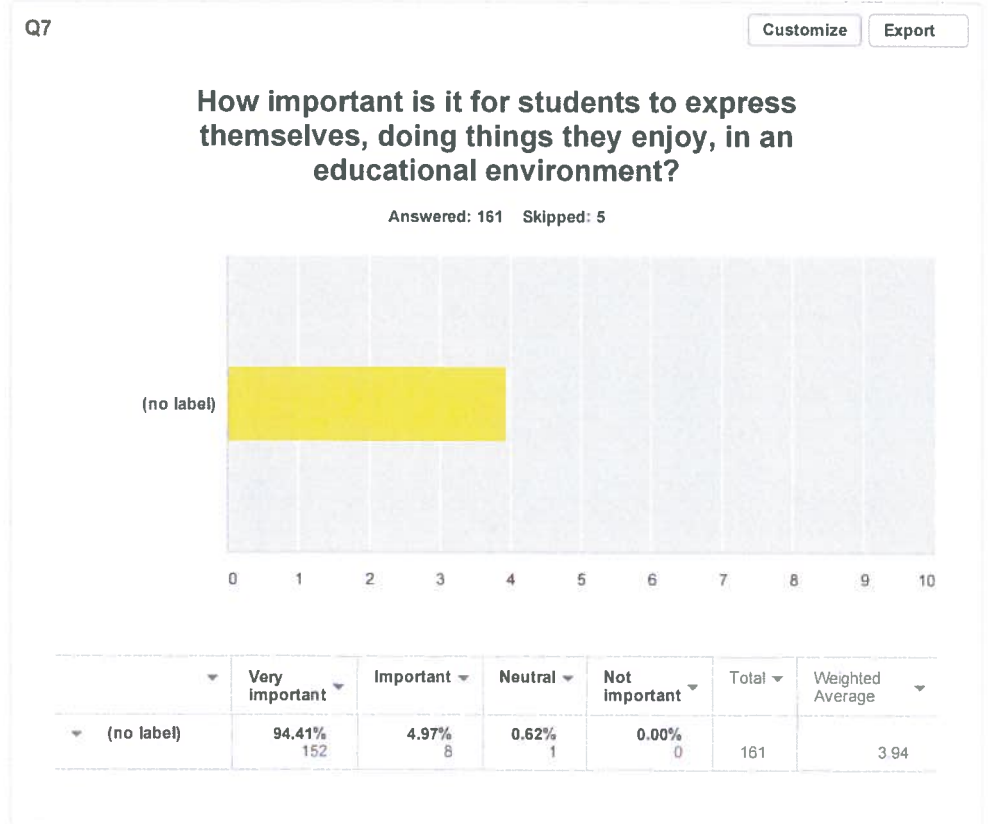 Q7
Customize
Export
How important is it for students to express
themselves, doing things they enjoy, in an
educational environment?
Answered: 161 Skipped: 5
(no label)
0 1 2 3 4 5 6 7 8 9 10
Very important Important Neutral Not important Total Weighted Average
(no label) 94.41% 4.97% 0.62% 0.00%
152 8 1 0 161 3.94